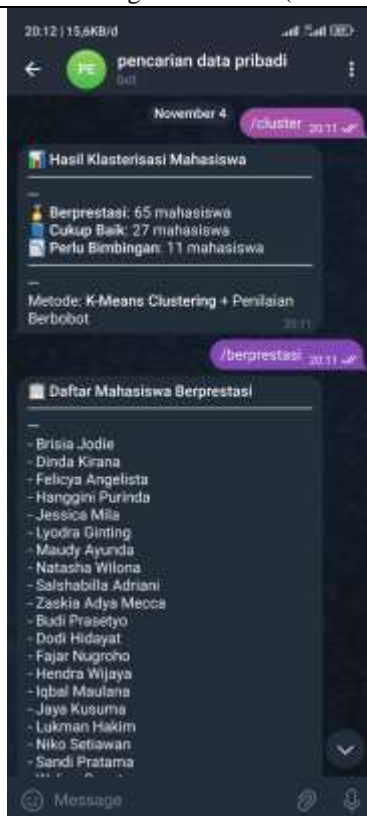 20:12 | 15,6KB/d
PE
pencarian data pribadi
bot
November 4
/cluster 20:11
Hasil Klasterisasi Mahasiswa
...
Berprestasi: 65 mahasiswa
Cukup Baik: 27 mahasiswa
Perlu Bimbingan: 11 mahasiswa
...
Metode: K-Means Clustering + Penilaian
Berbobot
20:11
/berprestasi 20:11
Daftar Mahasiswa Berprestasi
...
- Brisia Jodie
- Dinda Kirana
- Felicya Angelista
- Hanggini Purinda
- Jessica Mila
- Lyodra Ginting
- Maudy Ayunda
- Natasha Wilona
- Salshabilla Adriani
- Zaskia Adya Mecca
- Budi Prasetyo
- Dodi Hidayat
- Fajar Nugroho
- Hendra Wijaya
- Iqbal Maulana
- Jaya Kusuma
- Lukman Hakim
- Niko Setiawan
- Sandi Pratama
Message